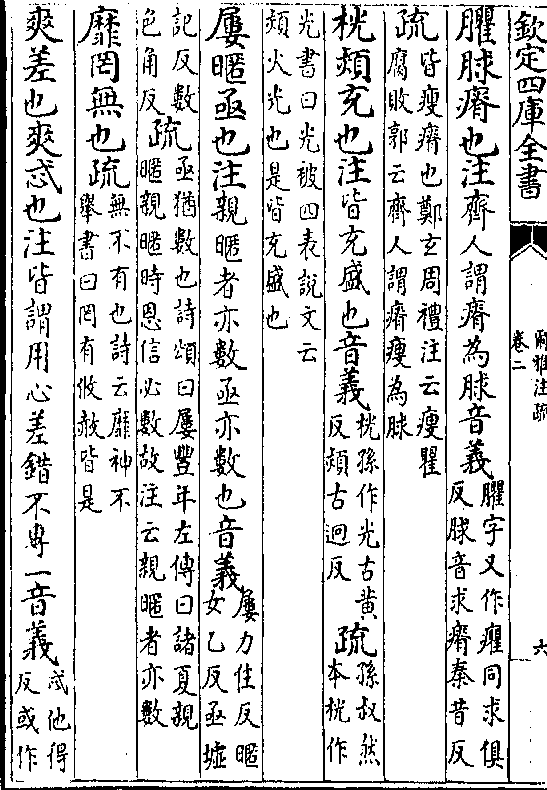 欽定四庫全書
爾雅注疏
卷二
六
臞脙瘠也注齊人謂瘠為脙音義
臞字又作癯同求俱
反脙音求瘠秦昔反
疏
皆瘦瘠也鄭玄周禮注云瘦臞
腐敗郭云齊人謂瘠瘦為脙
桄熲充也注皆充盛也音義
桄孫作光古黄
反熲古迥反
疏
孫叔然
本桄作
光書曰光被四表說文云
熲火光也是皆充盛也
屢暱亟也注親暱者亦數亟亦數也音義
屢力住反暱
女乙反亟墟
記反數
色角反
疏
亟猶數也詩頌曰屢豐年左傳曰諸夏親
暱親暱時恩信必數故注云親暱者亦數
靡罔無也疏
無不有也詩云靡神不
舉書曰罔有攸赦皆是
爽差也爽忒也注皆謂用心差錯不專一音義
忒他得
反或作